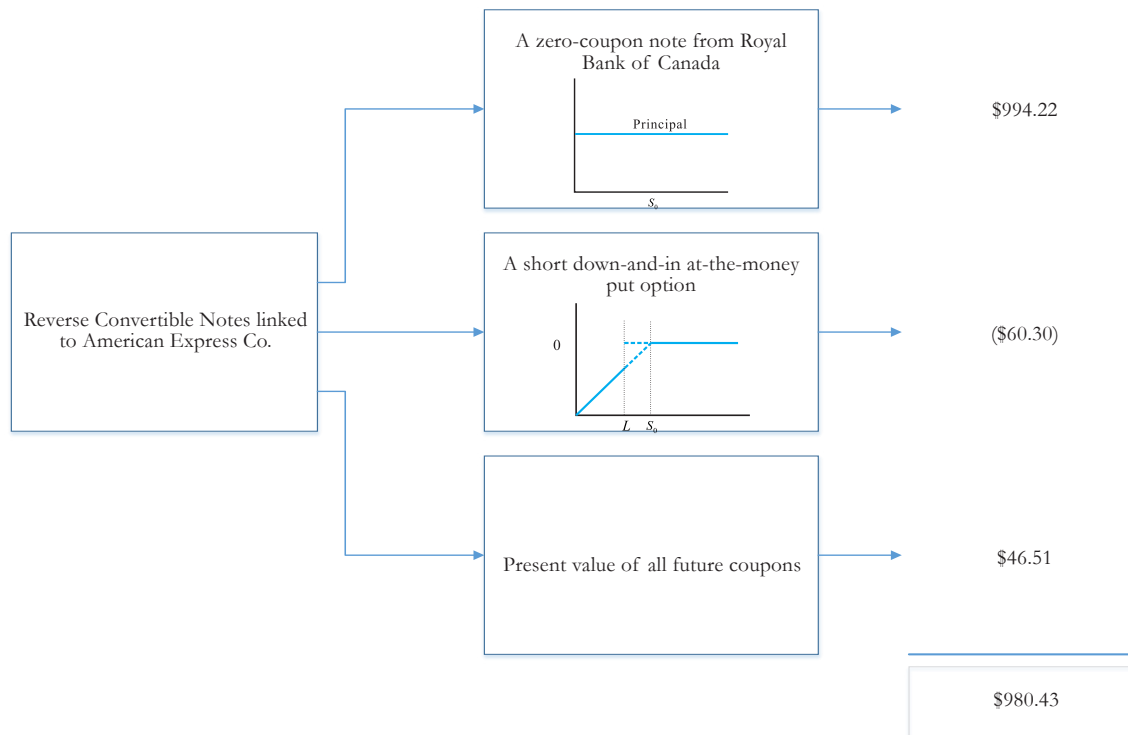 A zero-coupon note from Royal
Bank of Canada
Principal
S₀
$994.22
Reverse Convertible Notes linked
to American Express Co.
A short down-and-in at-the-money
put option
0
L S₀
($60.30)
Present value of all future coupons
$46.51
$980.43